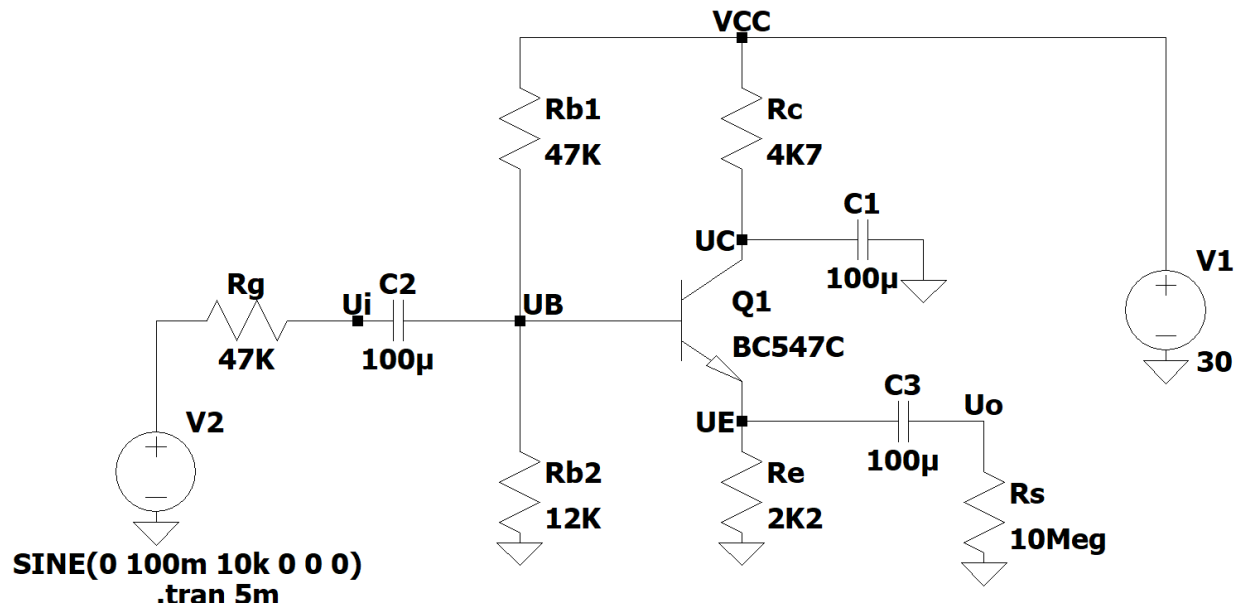 VCC
Rb1
47K
Rc
4K7
C1
100µ
UC
V1
30
Rg
47K
Ui
C2
100µ
UB
Q1
BC547C
V2
Rb2
12K
UE
Re
2K2
C3
100µ
Uo
Rs
10Meg
SINE(0 100m 10k 0 0 0)
.tran 5m